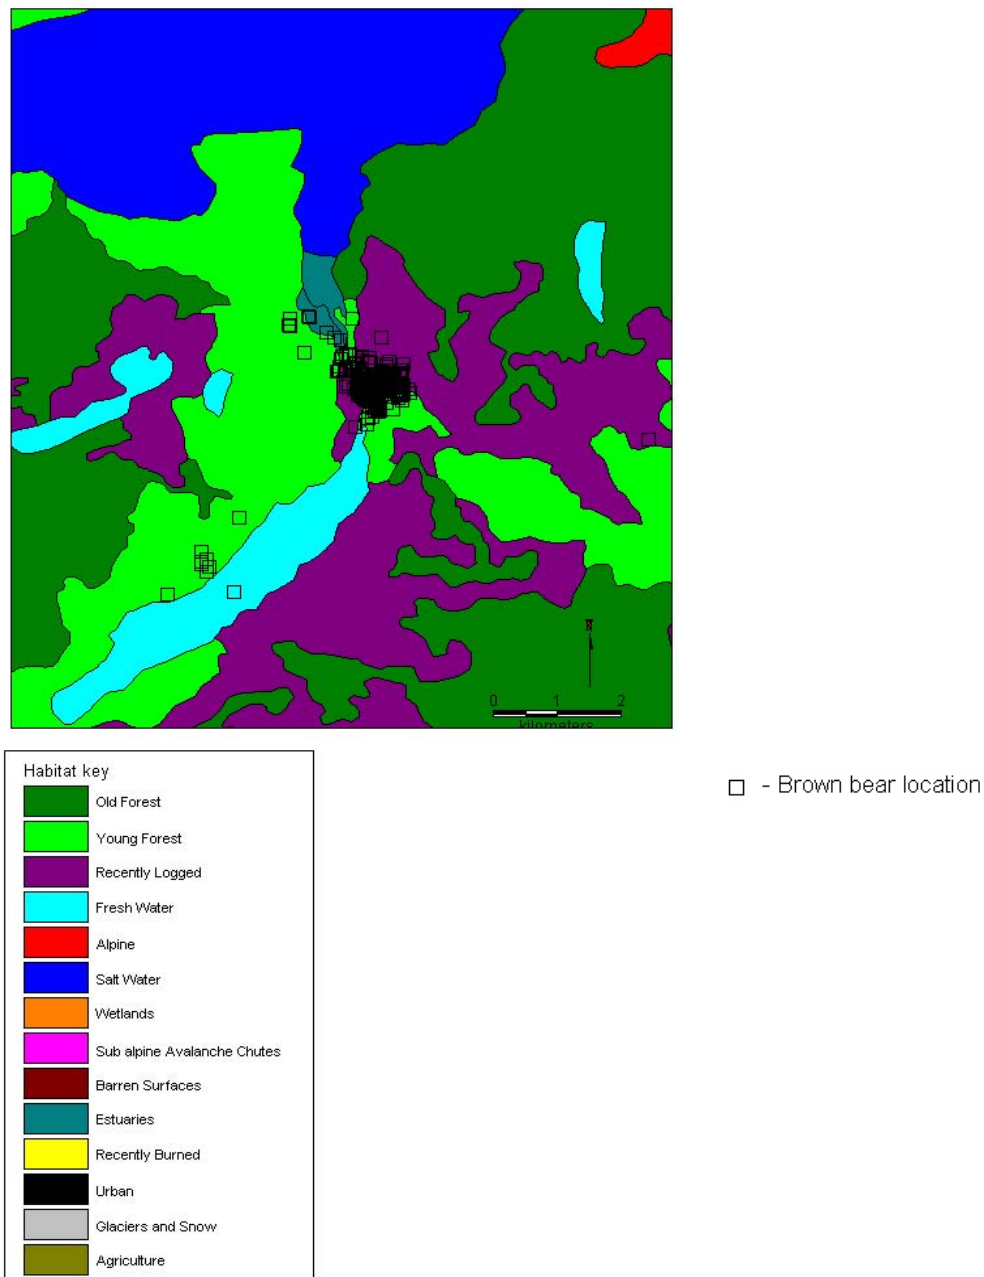 N
0 1 2
kilometers
Habitat key
Old Forest
Young Forest
Recently Logged
Fresh Water
Alpine
Salt Water
Wetlands
Sub alpine Avalanche Chutes
Barren Surfaces
Estuaries
Recently Burned
Urban
Glaciers and Snow
Agriculture
- Brown bear location